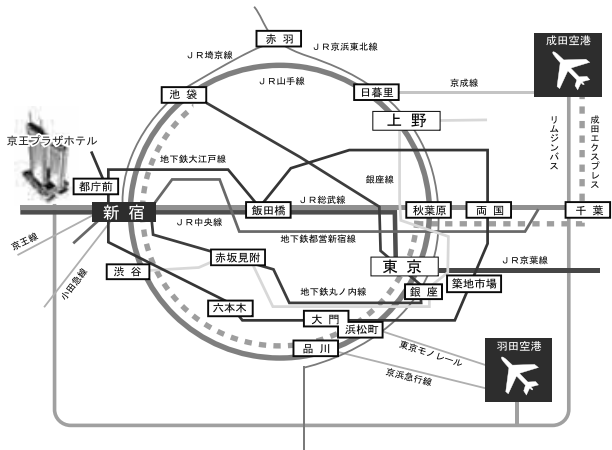 赤羽
ＪＲ埼京線
ＪＲ京浜東北線
成田空港
ＪＲ山手線
京成線
池袋
日暮里
上野
リムジンバス
成田エクスプレス
京王プラザホテル
地下鉄大江戸線
都庁前
銀座線
新宿
飯田橋
ＪＲ総武線
秋葉原
両国
千葉
ＪＲ中央線
地下鉄都営新宿線
京王線
小田急線
渋谷
赤坂見附
東京
ＪＲ京葉線
地下鉄丸ノ内線
銀座
築地市場
六本木
大門
浜松町
品川
東京モノレール
京浜急行線
羽田空港